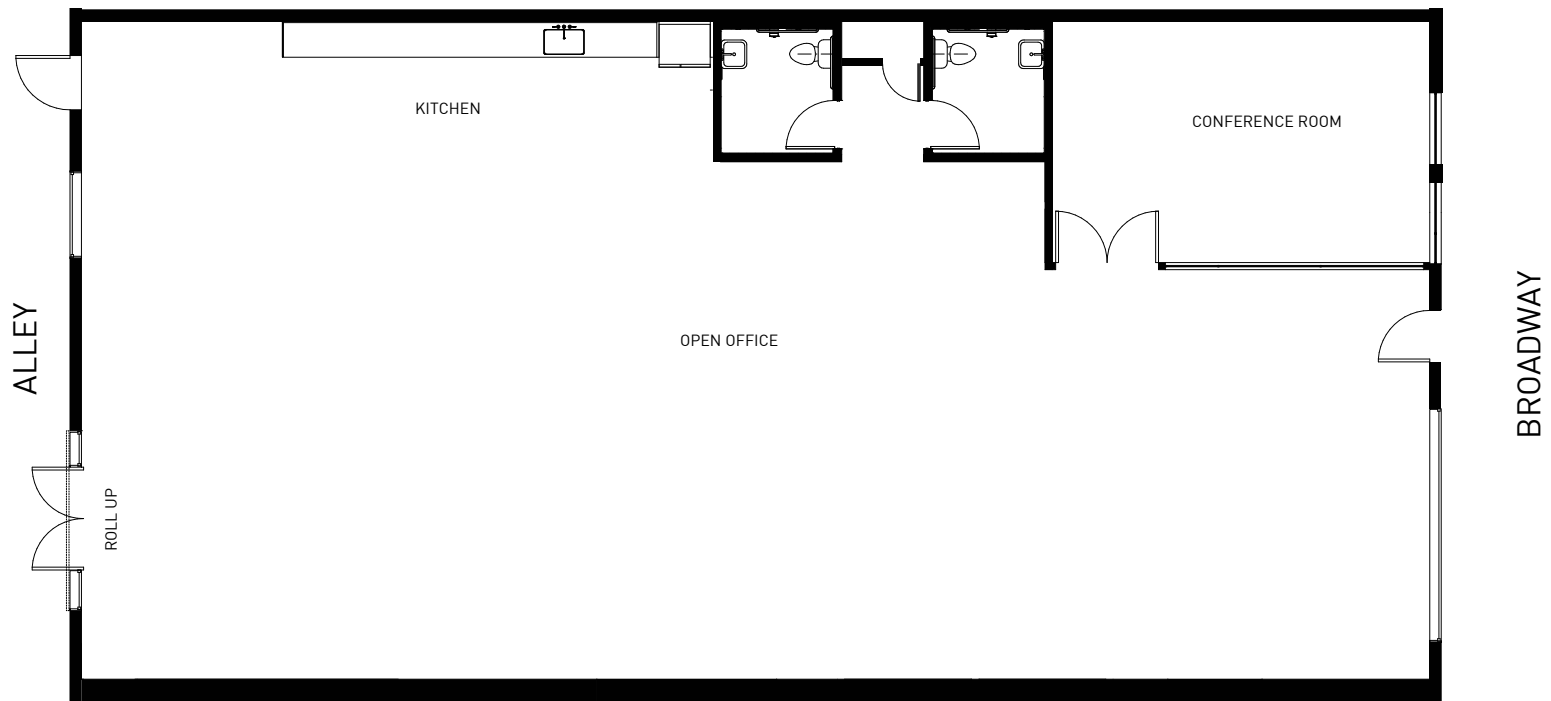 KITCHEN
CONFERENCE ROOM
OPEN OFFICE
ALLEY
ROLL UP
BROADWAY